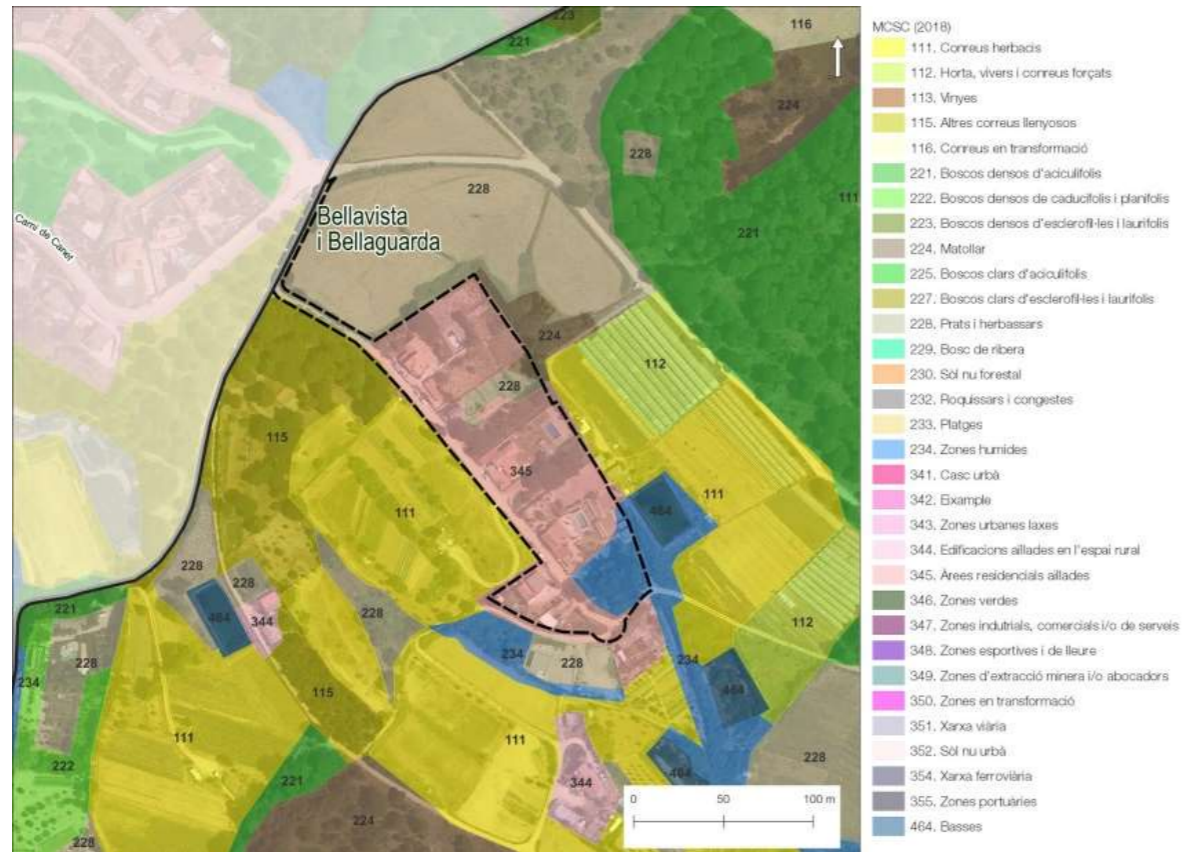 223
221
116
224
228
228
111
221
Camí de Canet
Bellavista
i Bellaguarda
224
112
228
115
345
111
464
111
228
228
464
344
228
112
221
234
228
234
228
234
464
115
111
111
222
221
344
464
228
224
228
0 50 100 m
MCSC (2018)
111. Conreus herbacis
112. Horta, vivers i conreus forçats
113. Vinyes
115. Altres correus llenyosos
116. Conreus en transformació
221. Boscos densos d'aciculifolis
222. Boscos densos de caducifolis i planifolis
223. Boscos densos d'esclerofil·les i laurifolis
224. Matollar
225. Boscos clars d'aciculifolis
227. Boscos clars d'esclerofil·les i laurifolis
228. Prats i herbassars
229. Bosc de ribera
230. Sòl nu forestal
232. Roquissars i congestes
233. Platges
234. Zones humides
341. Casc urbà
342. Eixample
343. Zones urbanes laxes
344. Edificacions aïllades en l'espai rural
345. Àrees residencials aïllades
346. Zones verdes
347. Zones indutrials, comercials i/o de serveis
348. Zones esportives i de lleure
349. Zones d'extracció minera i/o abocadors
350. Zones en transformació
351. Xarxa viària
352. Sòl nu urbà
354. Xarxa ferroviària
355. Zones portuàries
464. Basses